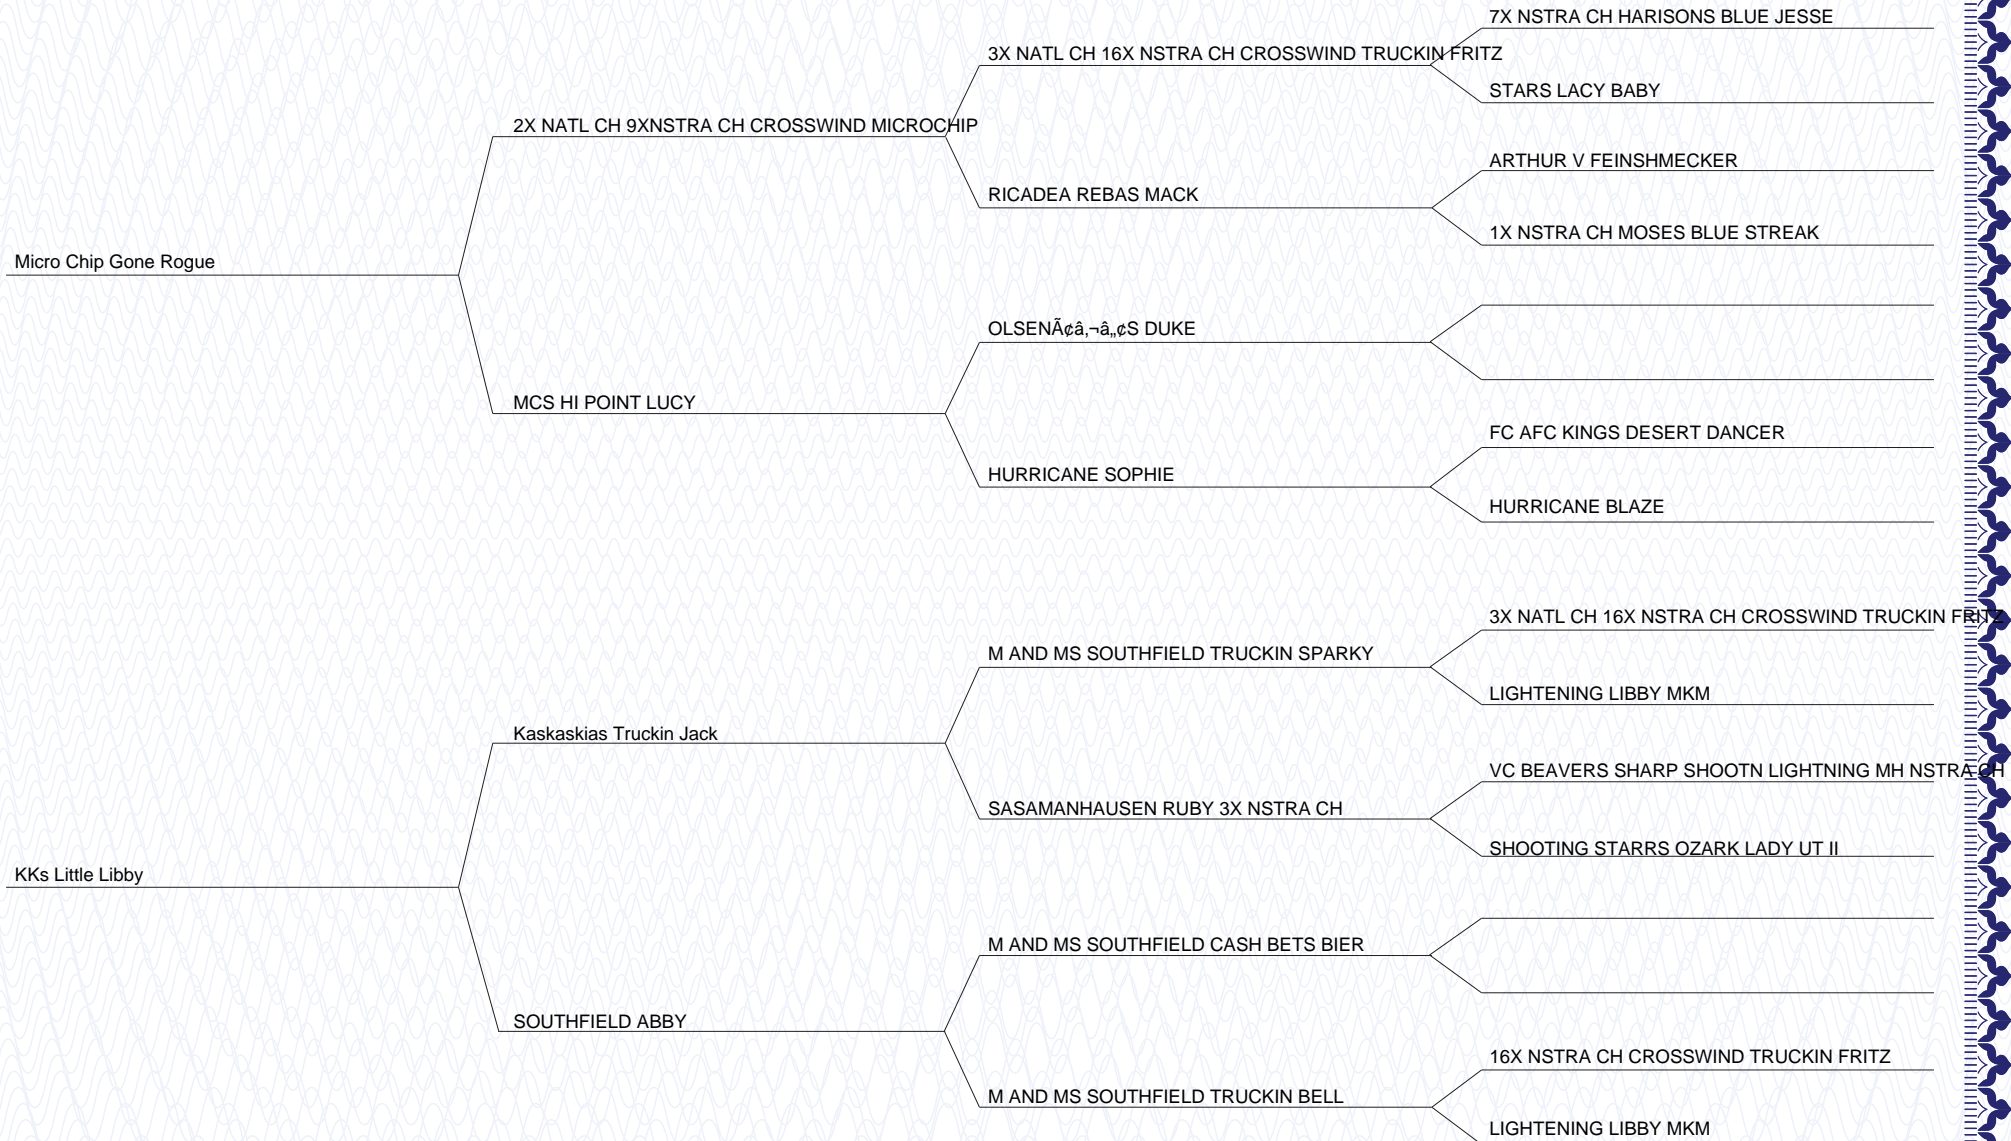 7X NSTRA CH HARISONS BLUE JESSE
3X NATL CH 16X NSTRA CH CROSSWIND TRUCKIN FRITZ
STARS LACY BABY
2X NATL CH 9XNSTRA CH CROSSWIND MICROCHIP
ARTHUR V FEINSHMECKER
RICADEA REBAS MACK
1X NSTRA CH MOSES BLUE STREAK
Micro Chip Gone Rogue
OLSENÃ¢â‚¬â„¢S DUKE
MCS HI POINT LUCY
FC AFC KINGS DESERT DANCER
HURRICANE SOPHIE
HURRICANE BLAZE
3X NATL CH 16X NSTRA CH CROSSWIND TRUCKIN FRITZ
M AND MS SOUTHFIELD TRUCKIN SPARKY
LIGHTENING LIBBY MKM
Kaskaskias Truckin Jack
VC BEAVERS SHARP SHOOTN LIGHTNING MH NSTRA CH
SASAMANHAUSEN RUBY 3X NSTRA CH
SHOOTING STARRS OZARK LADY UT II
KKs Little Libby
M AND MS SOUTHFIELD CASH BETS BIER
SOUTHFIELD ABBY
16X NSTRA CH CROSSWIND TRUCKIN FRITZ
M AND MS SOUTHFIELD TRUCKIN BELL
LIGHTENING LIBBY MKM